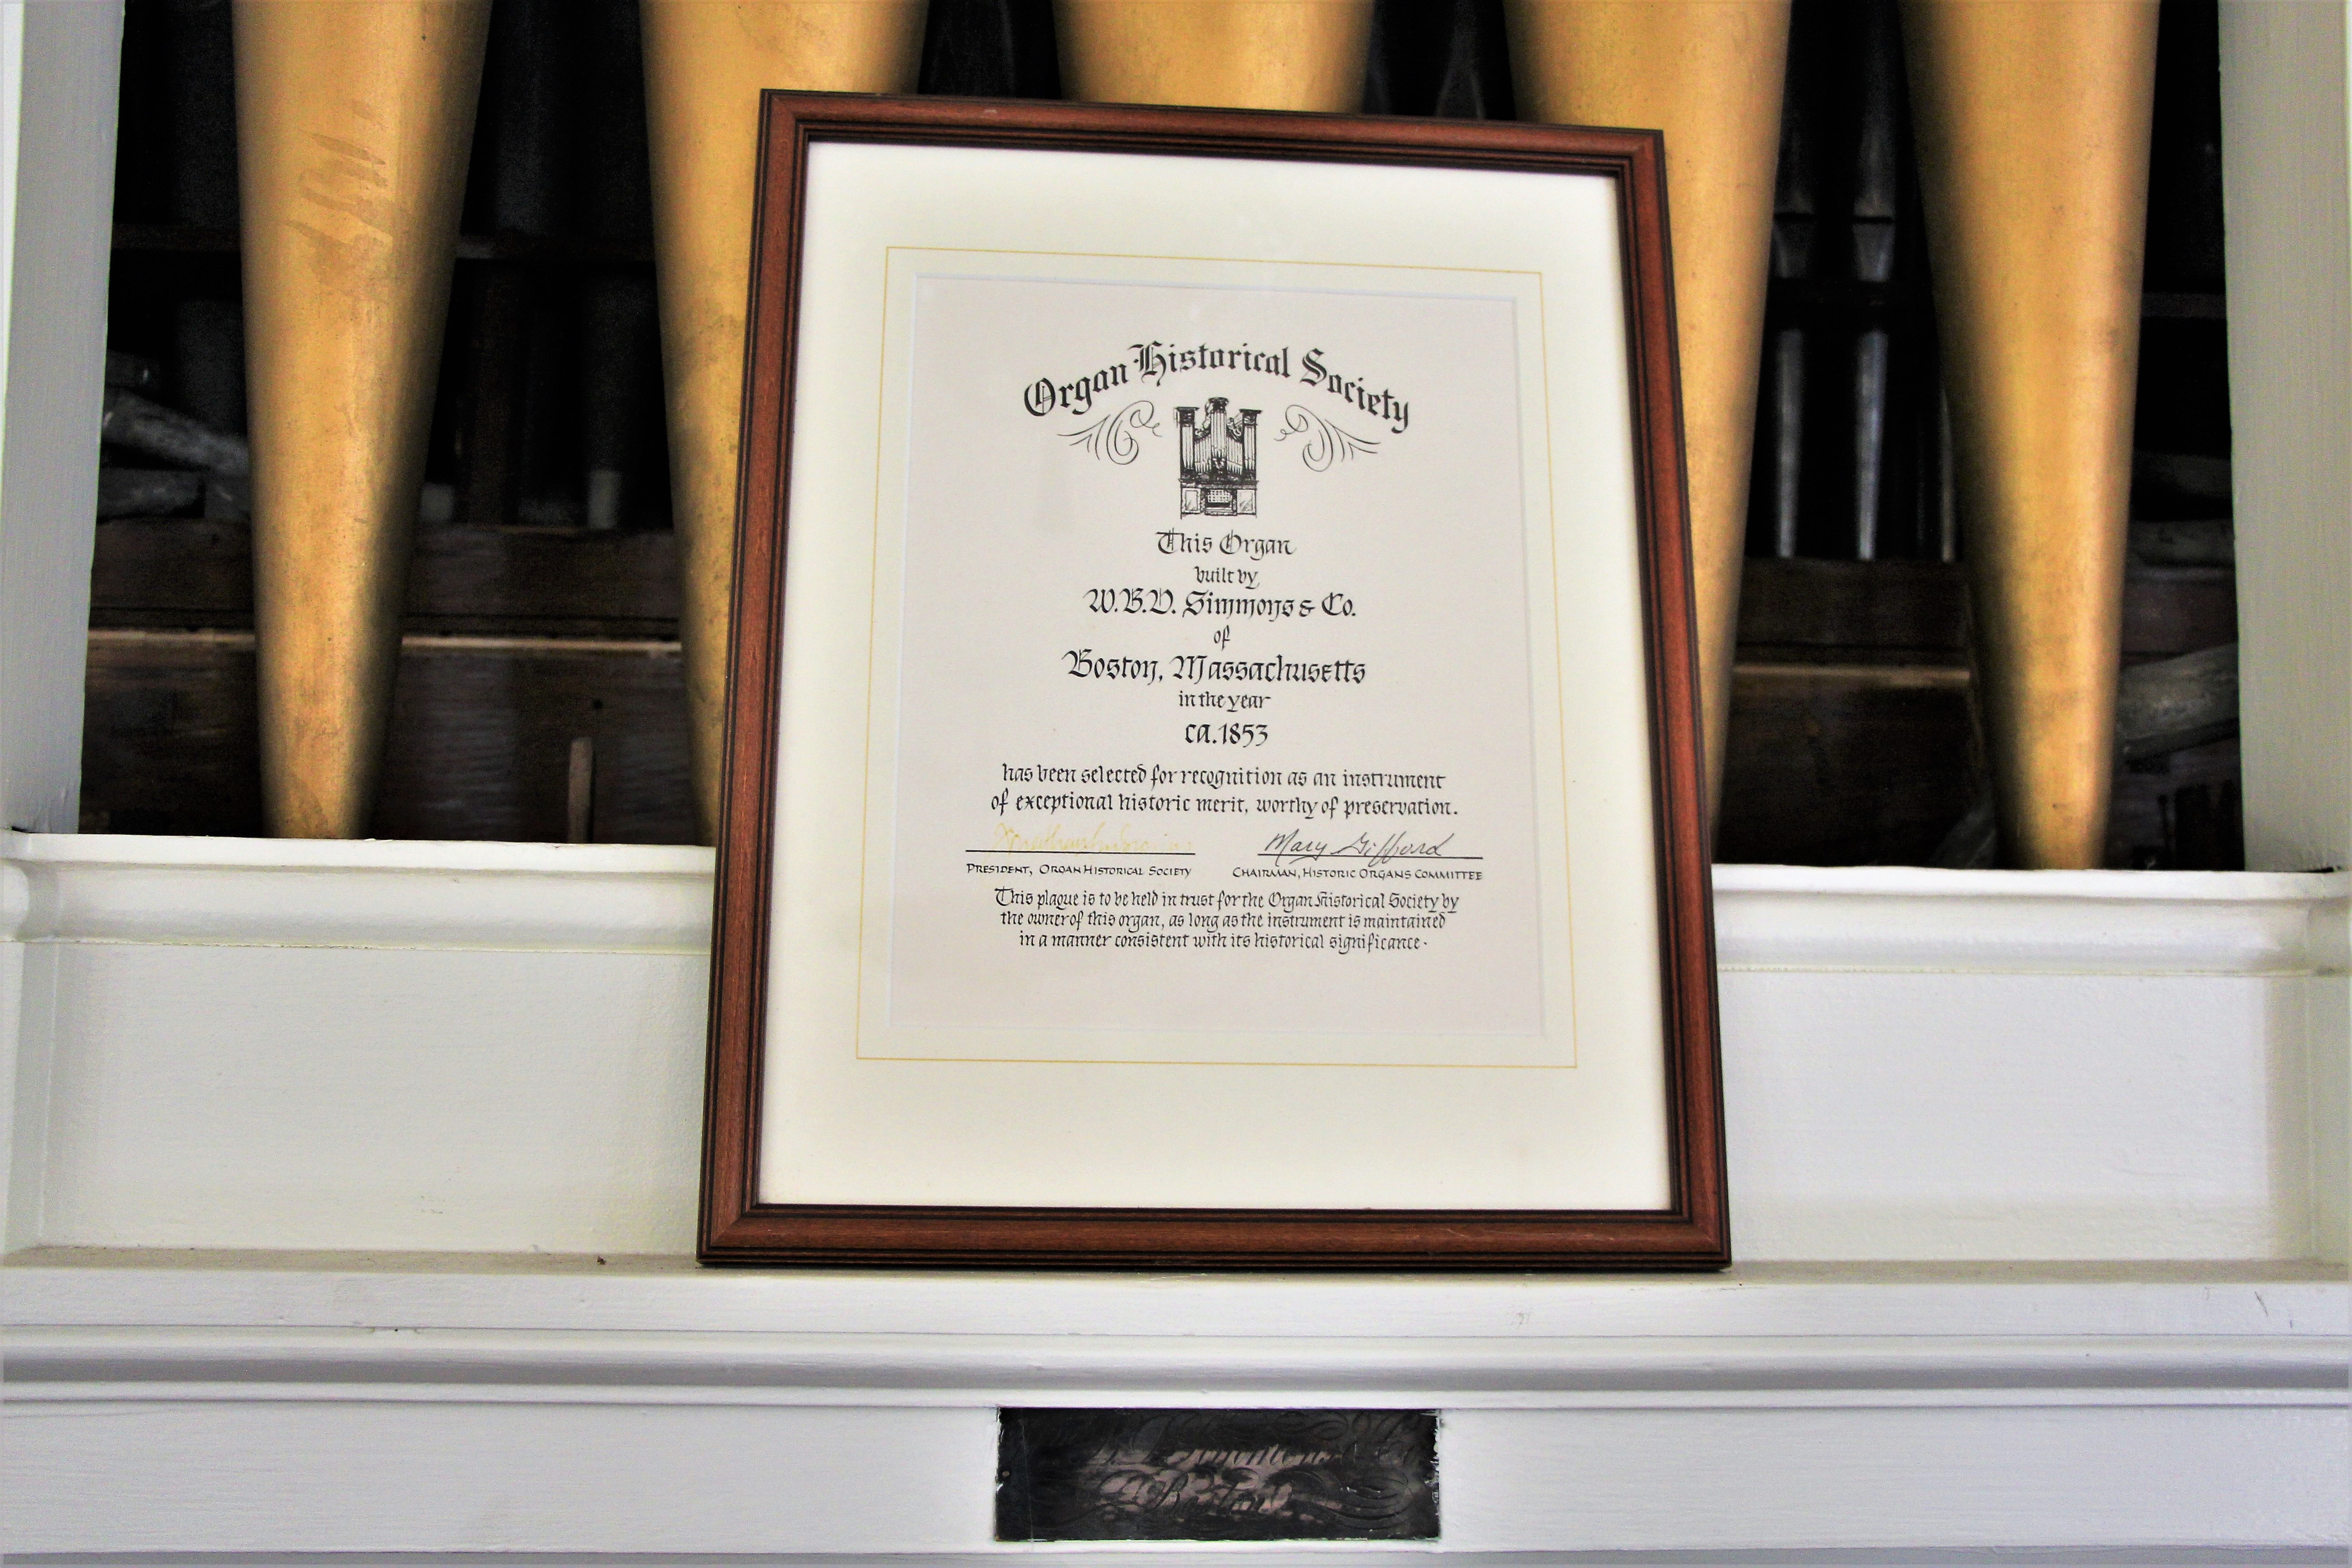 Organ Historical Society
This Organ
built by
W.B.D. Simmons & Co.
of
Boston, Massachusetts
in the year
ca.1853
has been selected for recognition as an instrument
of exceptional historic merit, worthy of preservation.
Mary Gifford
President, Organ Historical Society
Chairman, Historic Organs Committee
This plaque is to be held in trust for the Organ Historical Society by
the owner of this organ, as long as the instrument is maintained
in a manner consistent with its historical significance.
Boston